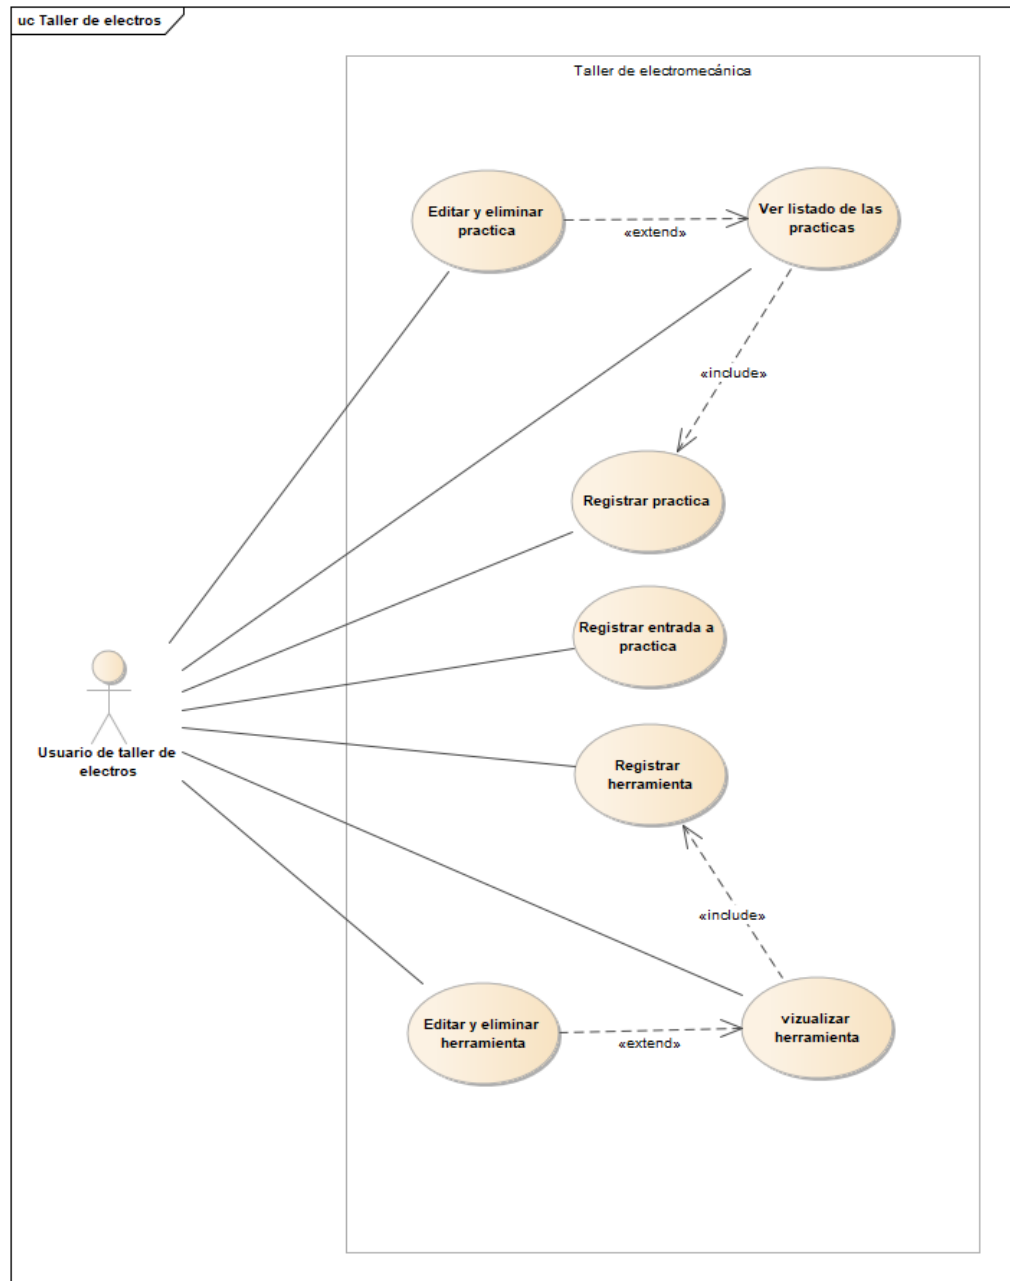 uc Taller de electros
Taller de electromecánica
Editar y eliminar
practica
«extend»
Ver listado de las
practicas
«include»
Registrar practica
Registrar entrada a
practica
Usuario de taller de
electros
Registrar
herramienta
«include»
Editar y eliminar
herramienta
«extend»
vizualizar
herramienta